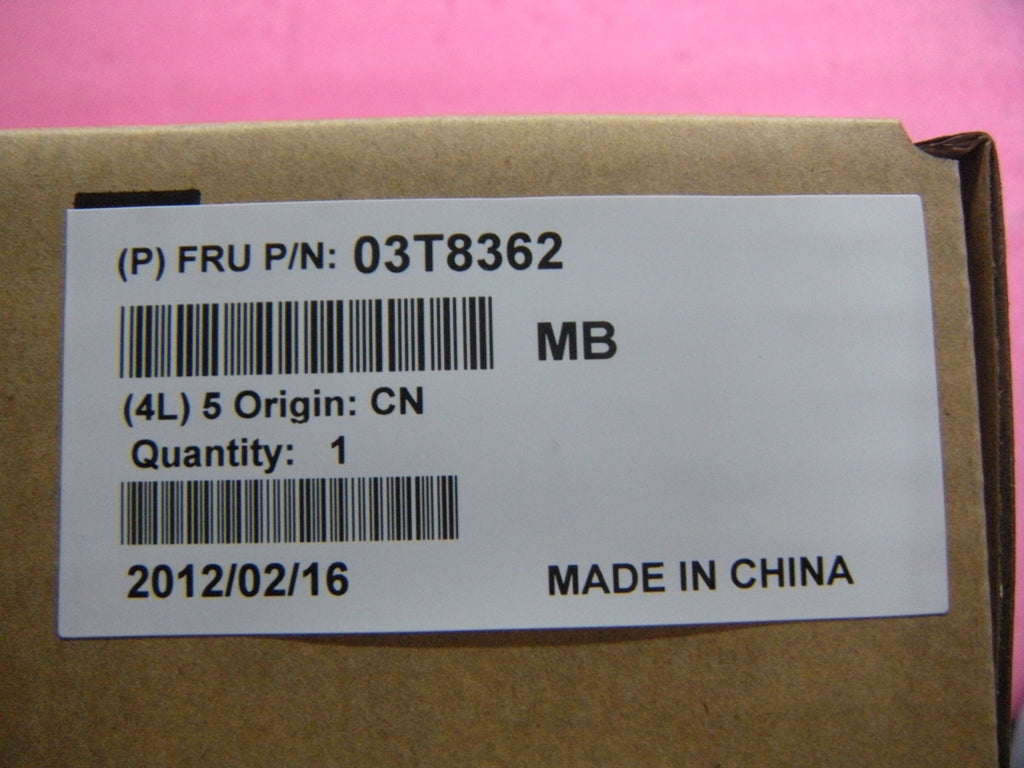 (P) FRU P/N: 03T8362
MB
(4L) 5 Origin: CN
Quantity: 1
2012/02/16
MADE IN CHINA